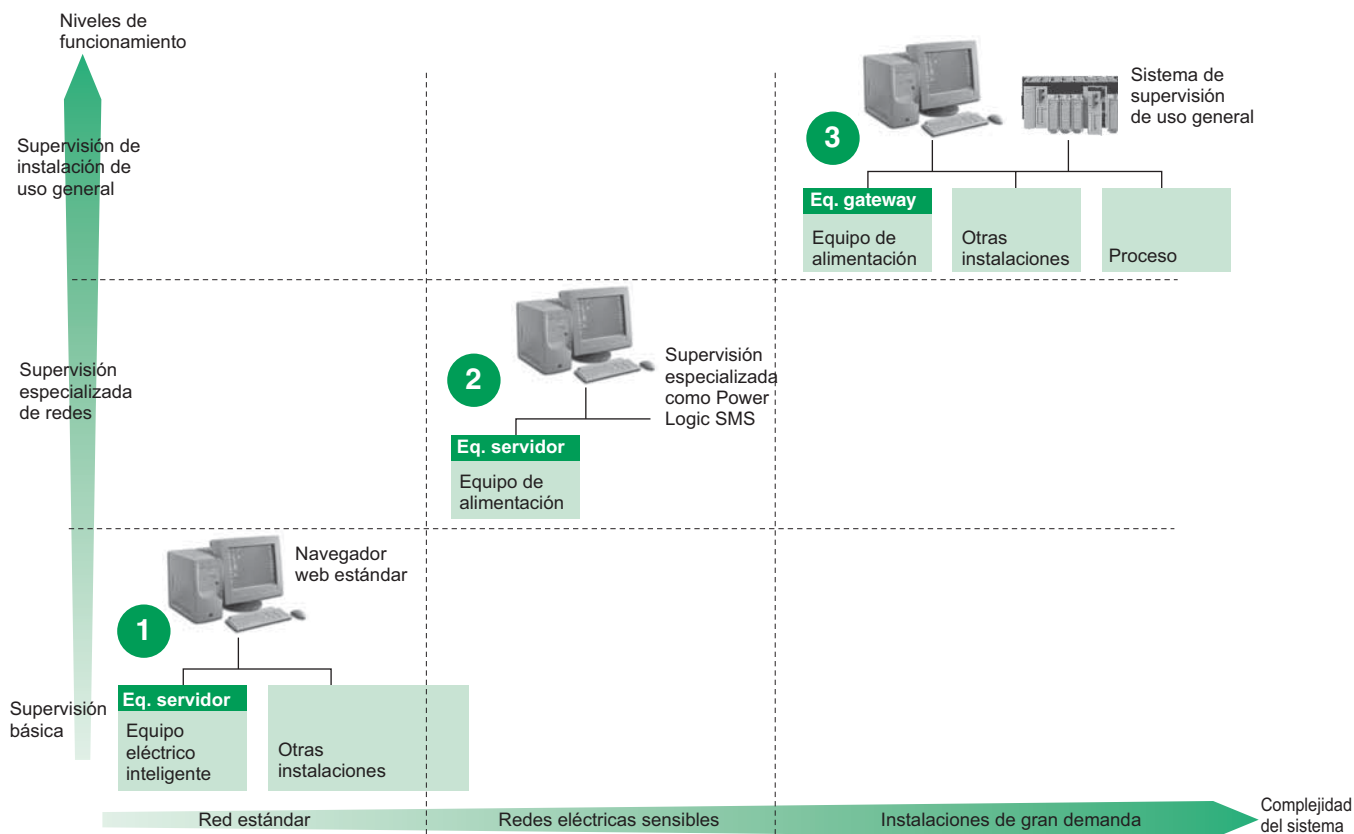 Niveles de
funcionamiento
Supervisión de
instalación de
uso general
3
Sistema de
supervisión
de uso general
Eq. gateway
Equipo de
alimentación
Otras
instalaciones
Proceso
Supervisión
especializada
de redes
2
Supervisión
especializada
como Power
Logic SMS
Eq. servidor
Equipo de
alimentación
Navegador
web estándar
1
Supervisión
básica
Eq. servidor
Equipo
eléctrico
inteligente
Otras
instalaciones
Red estándar
Redes eléctricas sensibles
Instalaciones de gran demanda
Complejidad
del sistema